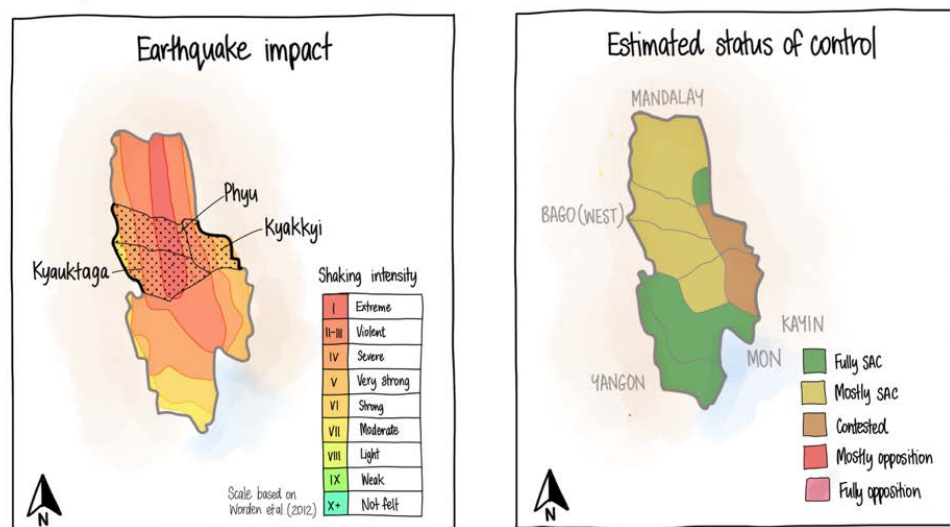 Earthquake impact
Phyu
Kyakkyi
Kyauktaga
Shaking intensity
I Extreme
II-III Violent
IV Severe
V Very strong
VI Strong
VII Moderate
VIII Light
IX Weak
X+ Not felt
Scale based on
Worden et al (2012)
N
Estimated status of control
MANDALAY
BAGO (WEST)
KAYIN
MON
YANGON
Fully SAC
Mostly SAC
Contested
Mostly opposition
Fully opposition
N